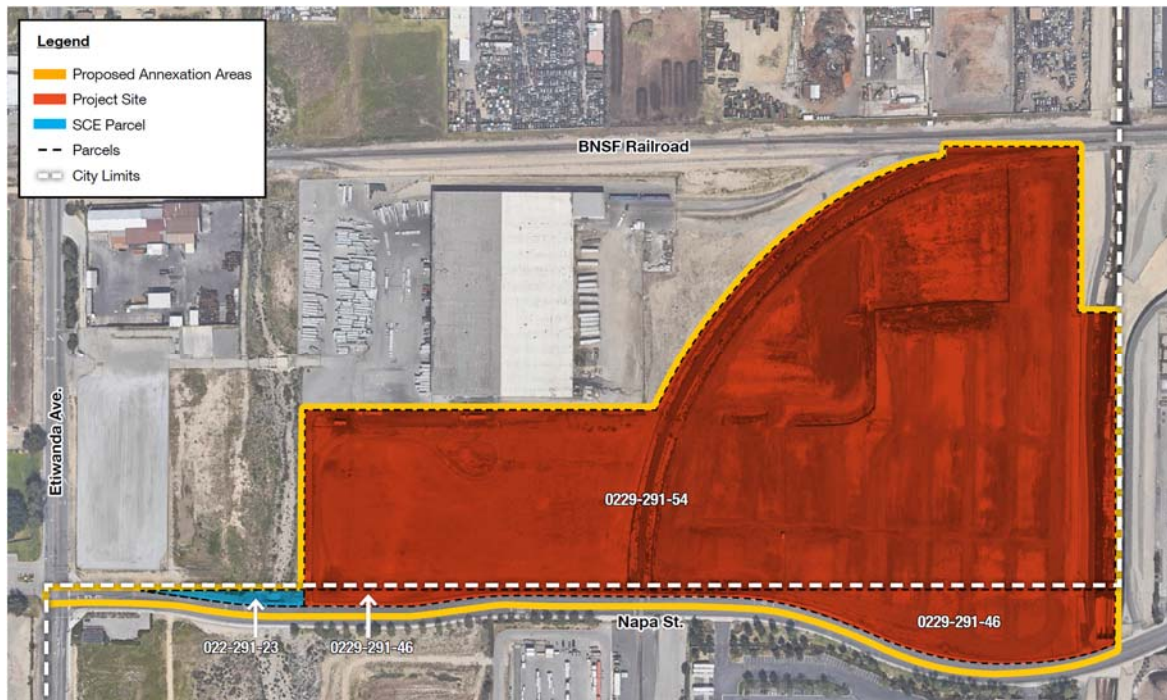 Legend
Proposed Annexation Areas
Project Site
SCE Parcel
Parcels
City Limits
BNSF Railroad
Etiwanda Ave.
0229-291-54
022-291-23
0229-291-46
Napa St.
0229-291-46